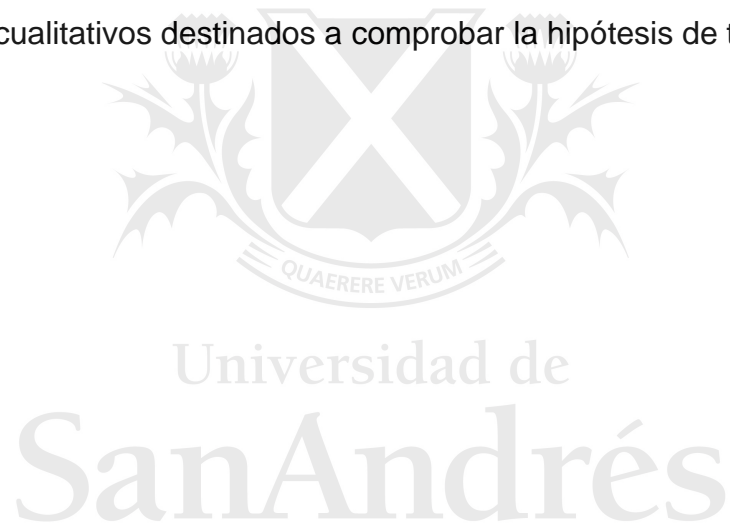 cualitativos destinados a comprobar la hipótesis de
QUAERERE VERUM
Universidad de
SanAndrés